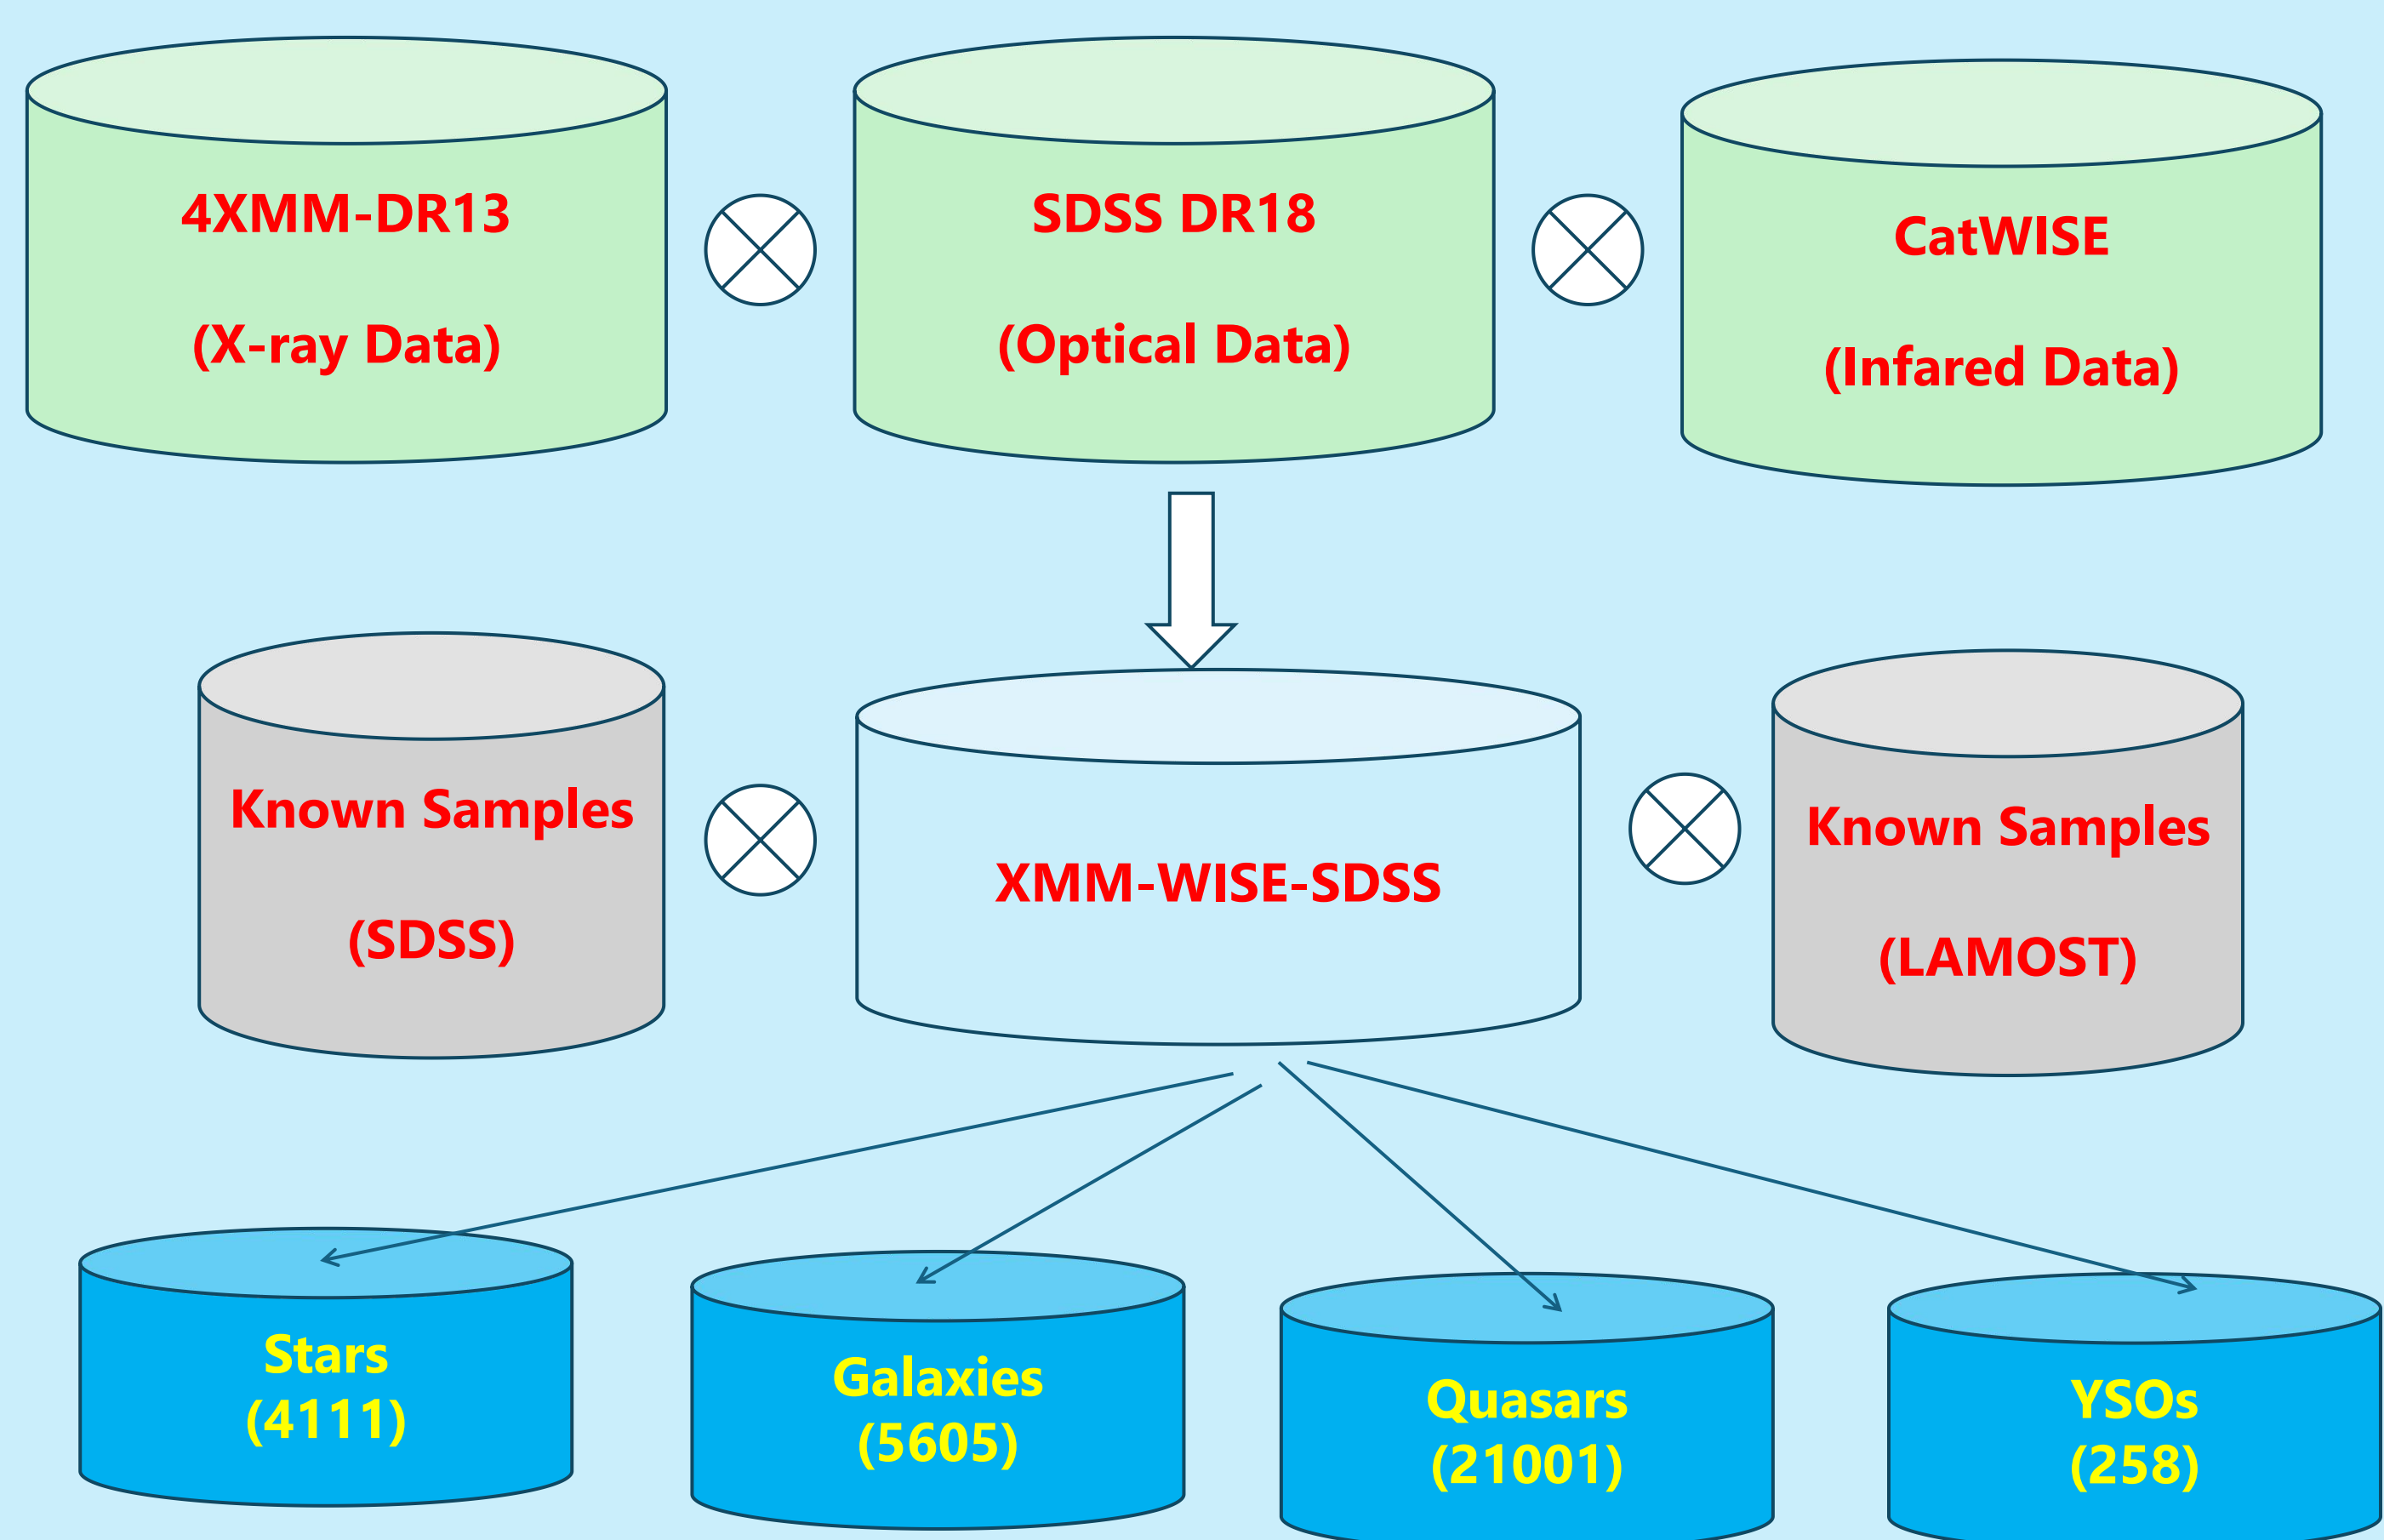 4XMM-DR13
(X-ray Data)
SDSS DR18
(Optical Data)
CatWISE
(Infared Data)
Known Samples
(SDSS)
XMM-WISE-SDSS
Known Samples
(LAMOST)
Stars
(4111)
Galaxies
(5605)
Quasars
(21001)
YSOs
(258)